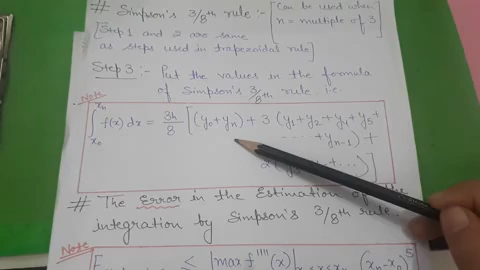 # Simpson's 3/8th rule :- [Can be used when
n = multiple of 3]
[Step 1 and 2 are same
as steps used in trapezoidal rule]
Step 3 :- Put the values in the formula
of Simpson's 3/8th rule i.e.
Note
∫ₓ₀ˣⁿ f(x) dx = 3h/8 [(y₀+yₙ) + 3 (y₁+y₂+y₄+y₅+
.....+yₙ₋₁) +
+...)]
# The Error in the Estimation of
integration by Simpson's 3/8th rule.
Note
≤ |max f''''(x)| (xₙ-x₀)⁵